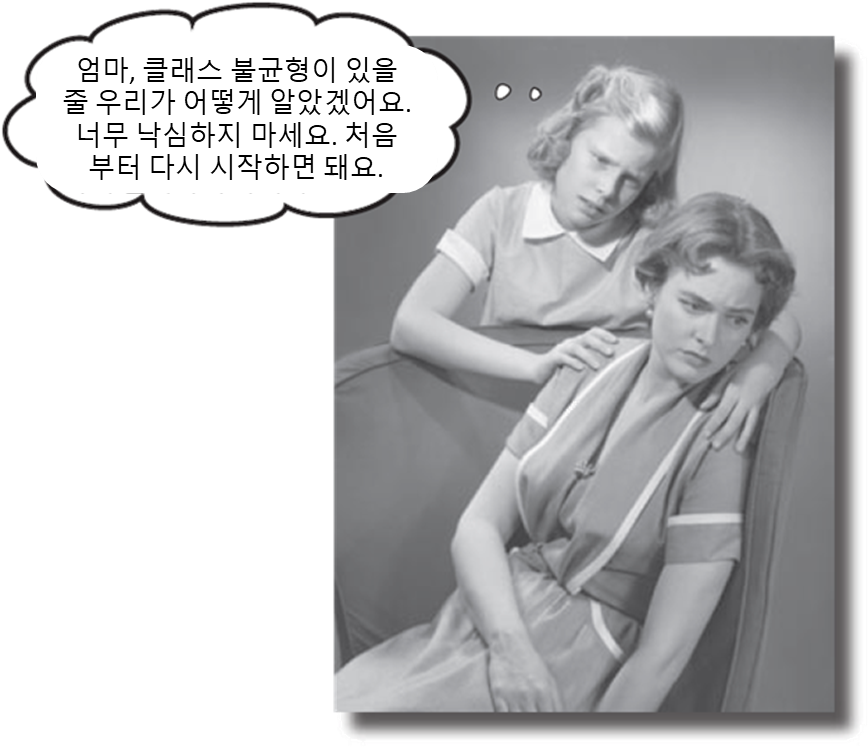 엄마, 클래스 불균형이 있을
줄 우리가 어떻게 알았겠어요.
너무 낙심하지 마세요. 처음
부터 다시 시작하면 돼요.